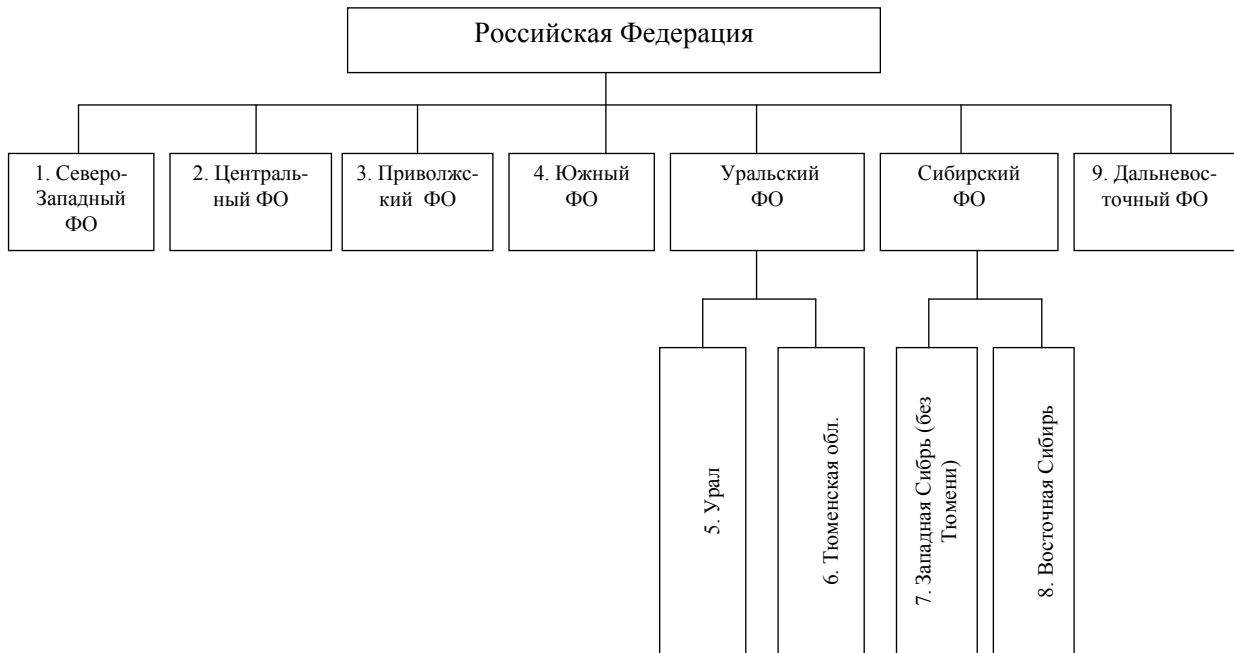 Российская Федерация
1. Северо-
Западный
ФО
2. Централь-
ный ФО
3. Приволжс-
кий ФО
4. Южный
ФО
Уральский
ФО
Сибирский
ФО
9. Дальневос-
точный ФО
5. Урал
6. Тюменская обл.
7. Западная Сибрь (без
Тюмени)
8. Восточная Сибирь